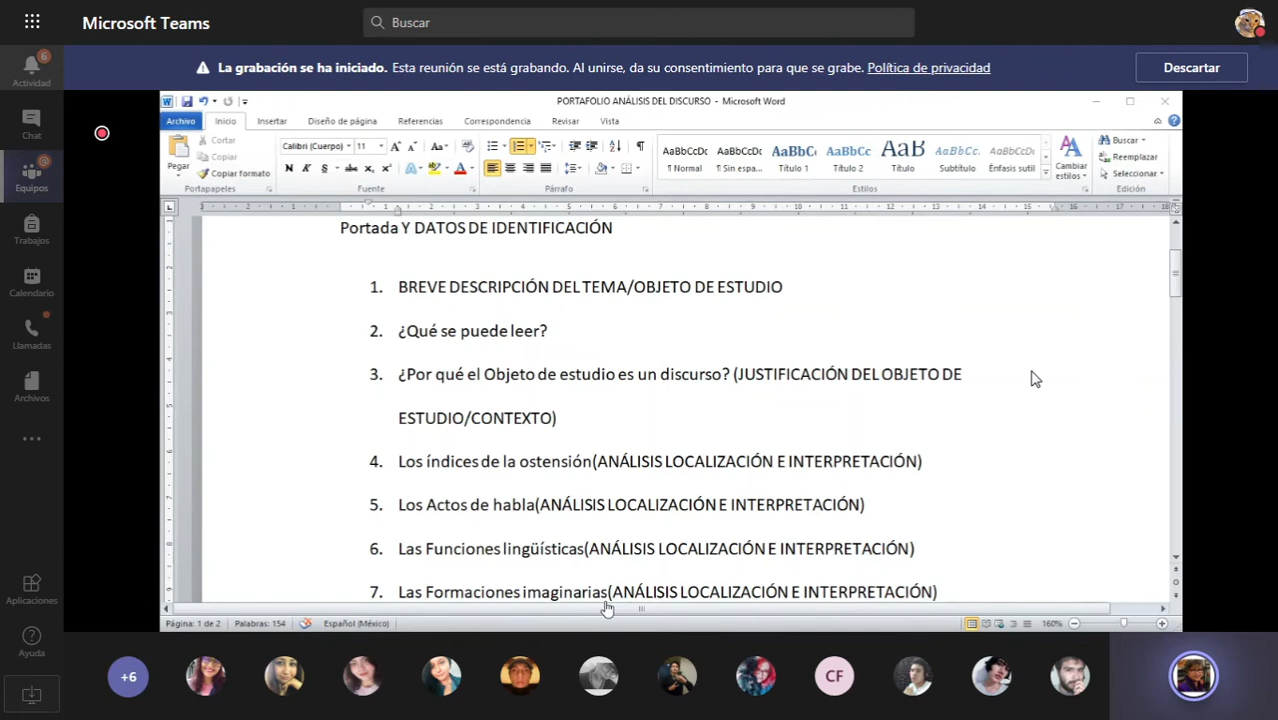 Microsoft Teams
Buscar
La grabación se ha iniciado. Esta reunión se está grabando. Al unirse, da su consentimiento para que se grabe. Política de privacidad
Descartar
6
Actividad
Chat
Equipos
Trabajos
Calendario
Llamadas
Archivos
Aplicaciones
Ayuda
PORTAFOLIO ANÁLISIS DEL DISCURSO - Microsoft Word
Archivo Inicio Insertar Diseño de página Referencias Correspondencia Revisar Vista
Pegar
Cortar
Copiar
Copiar formato
Portapapeles
Calibri (Cuerpo) 11
Fuente
Párrafo
AaBbCcDc AaBbCcDc AaBbC AaBbCc AaB AaBbCc. AaBbCcDc
¶ Normal ¶ Sin espa... Título 1 Título 2 Título Subtítulo Énfasis sutil
Estilos
Cambiar
estilos
Buscar
Reemplazar
Seleccionar
Edición
Portada Y DATOS DE IDENTIFICACIÓN
1. BREVE DESCRIPCIÓN DEL TEMA/OBJETO DE ESTUDIO
2. ¿Qué se puede leer?
3. ¿Por qué el Objeto de estudio es un discurso? (JUSTIFICACIÓN DEL OBJETO DE
ESTUDIO/CONTEXTO)
4. Los índices de la ostensión(ANÁLISIS LOCALIZACIÓN E INTERPRETACIÓN)
5. Los Actos de habla(ANÁLISIS LOCALIZACIÓN E INTERPRETACIÓN)
6. Las Funciones lingüísticas(ANÁLISIS LOCALIZACIÓN E INTERPRETACIÓN)
7. Las Formaciones imaginarias(ANÁLISIS LOCALIZACIÓN E INTERPRETACIÓN)
Página: 1 de 2 Palabras: 154 Español (México) 160%
+6
CF